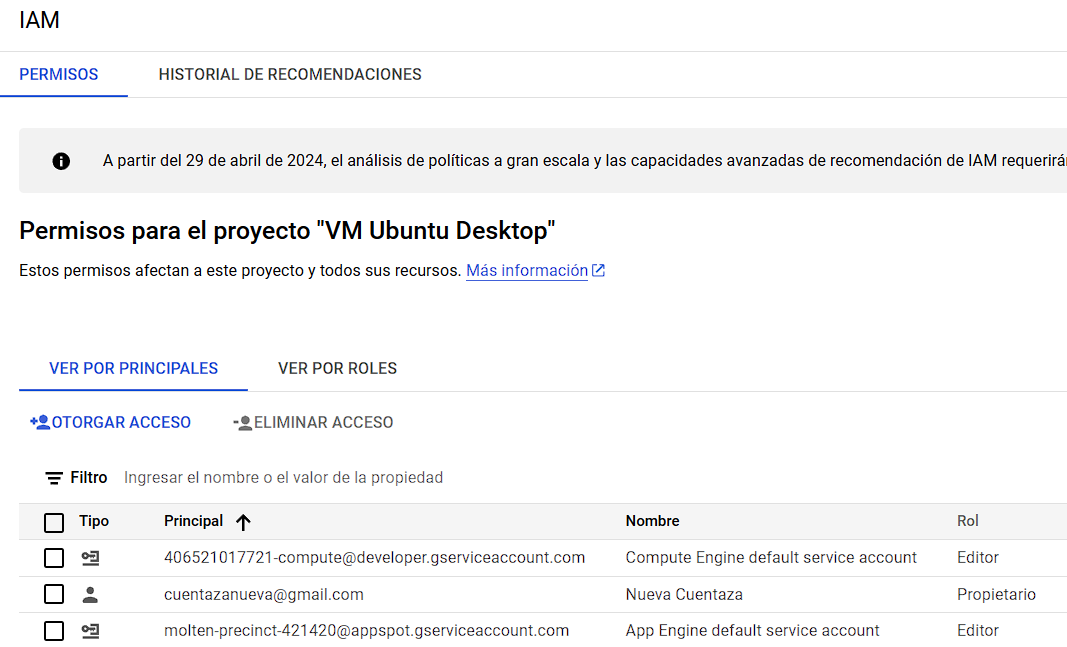 IAM
PERMISOS HISTORIAL DE RECOMENDACIONES
A partir del 29 de abril de 2024, el análisis de políticas a gran escala y las capacidades avanzadas de recomendación de IAM requerirá
Permisos para el proyecto "VM Ubuntu Desktop"
Estos permisos afectan a este proyecto y todos sus recursos. Más información
VER POR PRINCIPALES VER POR ROLES
OTORGAR ACCESO ELIMINAR ACCESO
Filtro Ingresar el nombre o el valor de la propiedad
Tipo Principal Nombre Rol
406521017721-compute@developer.gserviceaccount.com Compute Engine default service account Editor
cuentazanueva@gmail.com Nueva Cuentaza Propietario
molten-precinct-421420@appspot.gserviceaccount.com App Engine default service account Editor